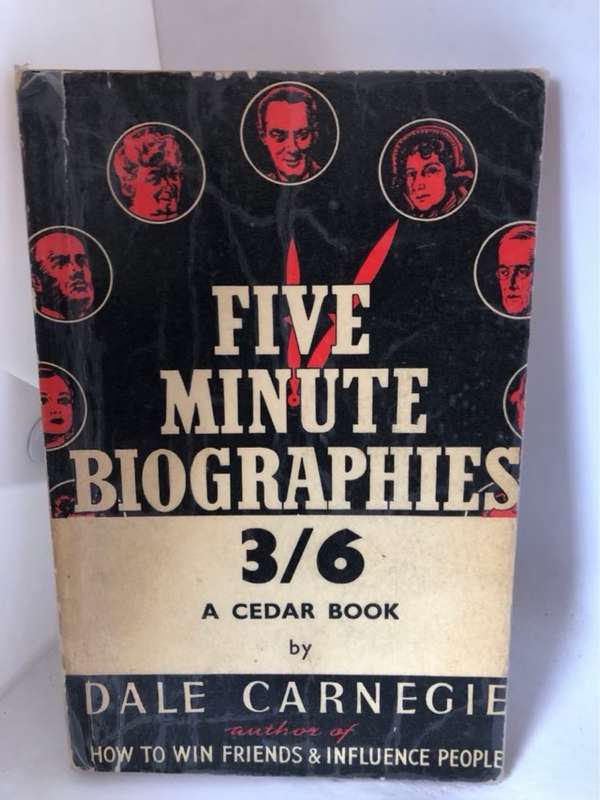 FIVE
MINUTE
BIOGRAPHIES
3/6
A CEDAR BOOK
by
DALE CARNEGIE
author of
HOW TO WIN FRIENDS & INFLUENCE PEOPLE